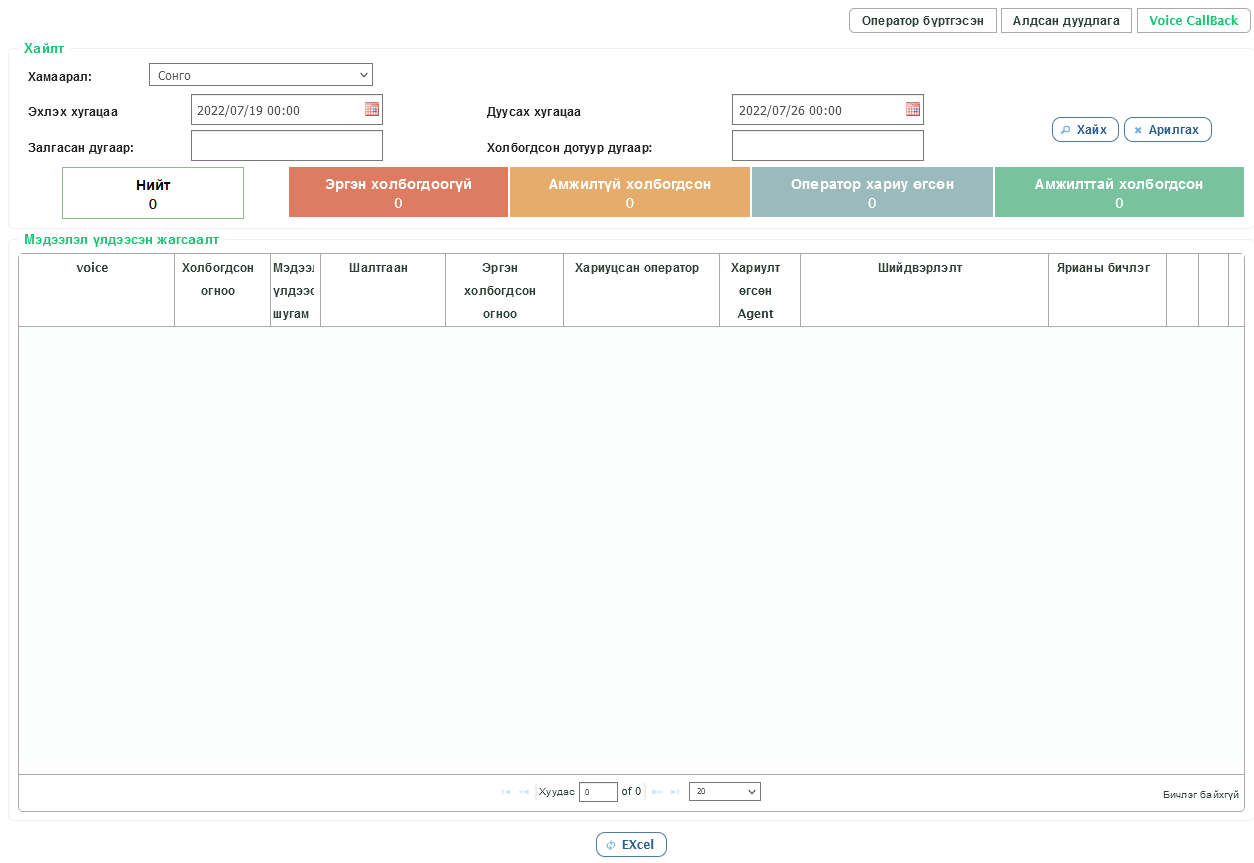 Оператор бүртгэсэн Алдсан дуудлага Voice CallBack
Хайлт
Хамаарал: Сонго
Эхлэх хугацаа 2022/07/19 00:00 Дуусах хугацаа 2022/07/26 00:00
Хайх Арилгах
Залгасан дугаар: Холбогдсон дотуур дугаар:
Нийт Эргэн холбогдоогүй Амжилтүй холбогдсон Оператор хариу өгсөн Амжилттай холбогдсон
0 0 0 0 0
Мэдээлэл үлдээсэн жагсаалт
voice Холбогдсон Мэдээл Шалтгаан Эргэн Хариуцсан оператор Хариулт Шийдвэрлэлт Ярианы бичлэг
огноо үлдээс холбогдсон өгсөн
шугам огноо Agent
Хуудас 0 of 0 20 Бичлэг байхгүй
EXcel